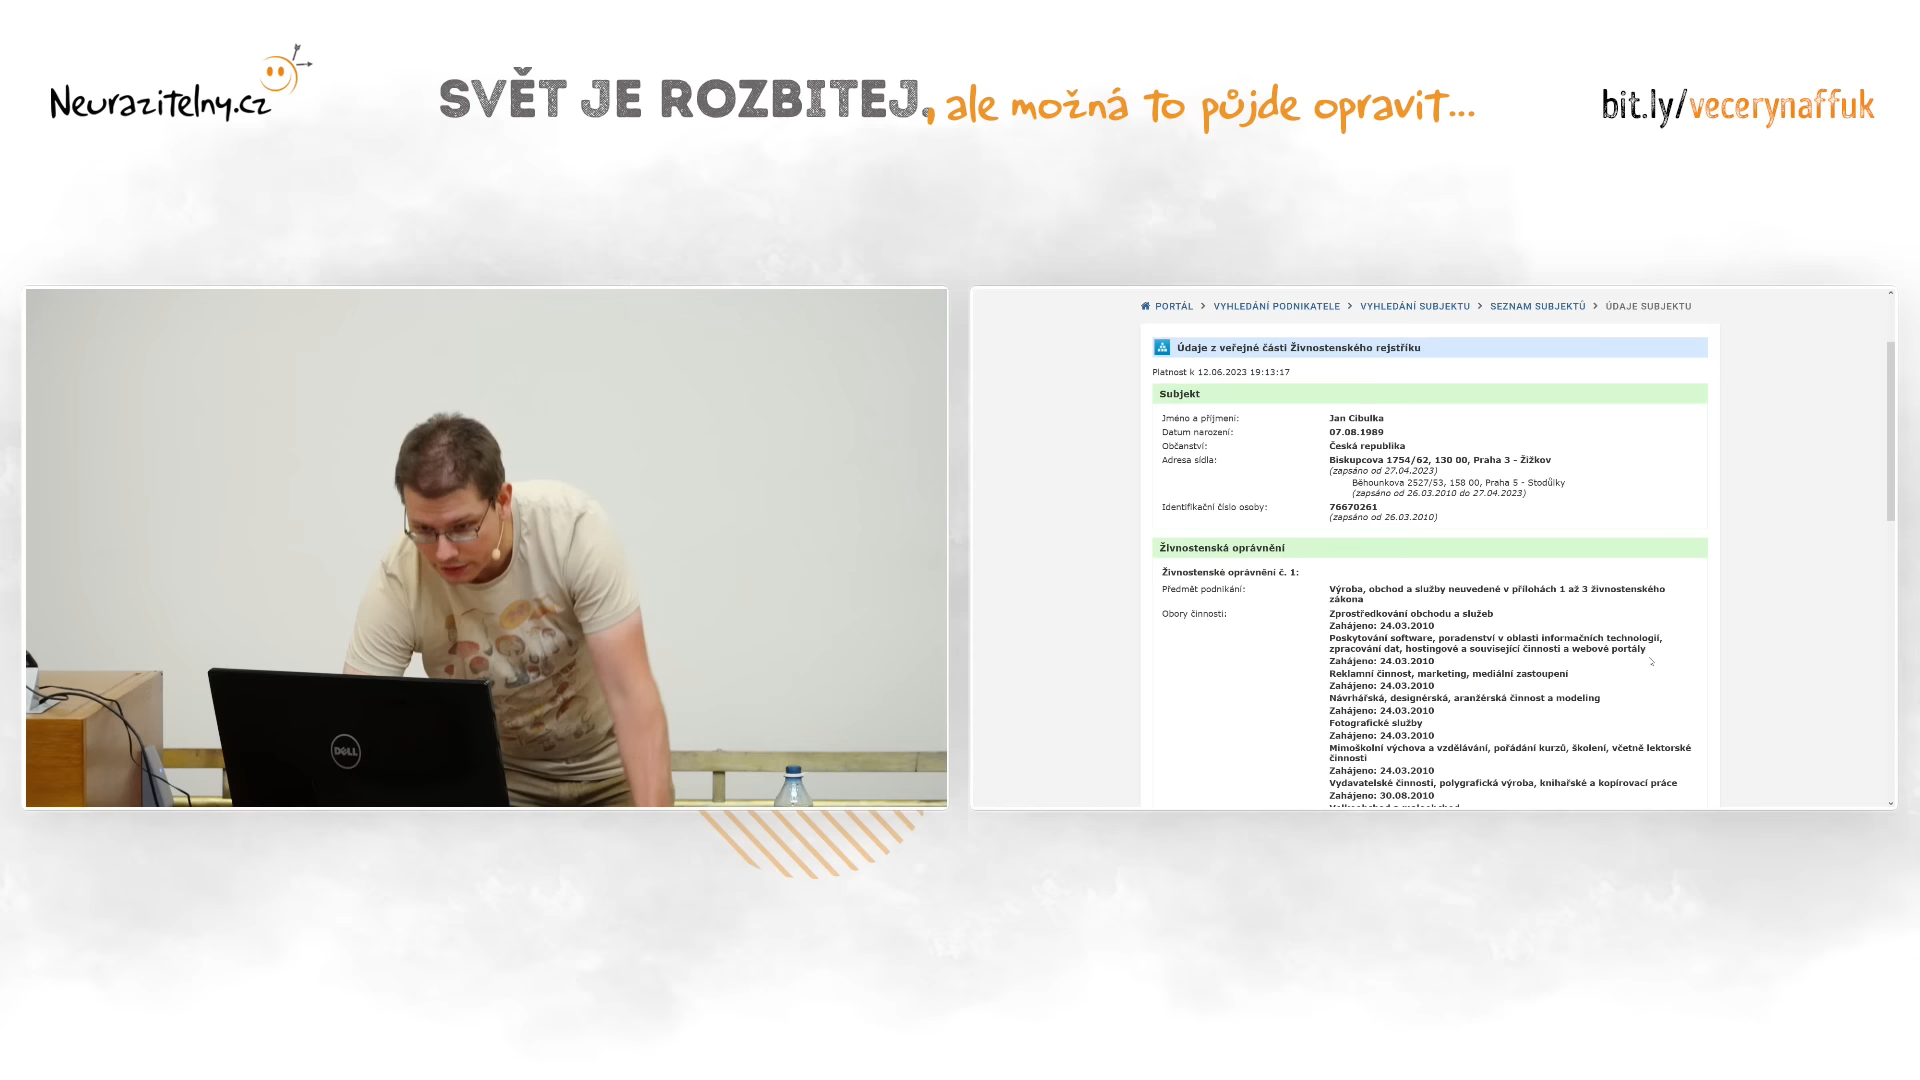 Neurazitelny.cz
SVĚT JE ROZBITEJ, ale možná to půjde opravit...
bit.ly/vecerynaffuk
DELL
PORTÁL > VYHLEDÁNÍ PODNIKATELE > VYHLEDÁNÍ SUBJEKTU > SEZNAM SUBJEKTŮ > ÚDAJE SUBJEKTU
Údaje z veřejné části Živnostenského rejstříku
Platnost k 12.06.2023 19:13:17
Subjekt
Jméno a příjmení: Jan Cibulka
Datum narození: 07.08.1989
Občanství: Česká republika
Adresa sídla: Biskupcova 1754/62, 130 00, Praha 3 - Žižkov
(zapsáno od 27.04.2023)
Běhounkova 2527/53, 158 00, Praha 5 - Stodůlky
(zapsáno od 26.03.2010 do 27.04.2023)
Identifikační číslo osoby: 76670261
(zapsáno od 26.03.2010)
Živnostenská oprávnění
Živnostenské oprávnění č. 1:
Předmět podnikání: Výroba, obchod a služby neuvedené v přílohách 1 až 3 živnostenského
zákona
Obory činnosti: Zprostředkování obchodu a služeb
Zahájeno: 24.03.2010
Poskytování software, poradenství v oblasti informačních technologií,
zpracování dat, hostingové a související činnosti a webové portály
Zahájeno: 24.03.2010
Reklamní činnost, marketing, mediální zastoupení
Zahájeno: 24.03.2010
Návrhářská, designérská, aranžérská činnost a modeling
Zahájeno: 24.03.2010
Fotografické služby
Zahájeno: 24.03.2010
Mimoškolní výchova a vzdělávání, pořádání kurzů, školení, včetně lektorské
činnosti
Zahájeno: 24.03.2010
Vydavatelské činnosti, polygrafická výroba, knihařské a kopírovací práce
Zahájeno: 30.08.2010